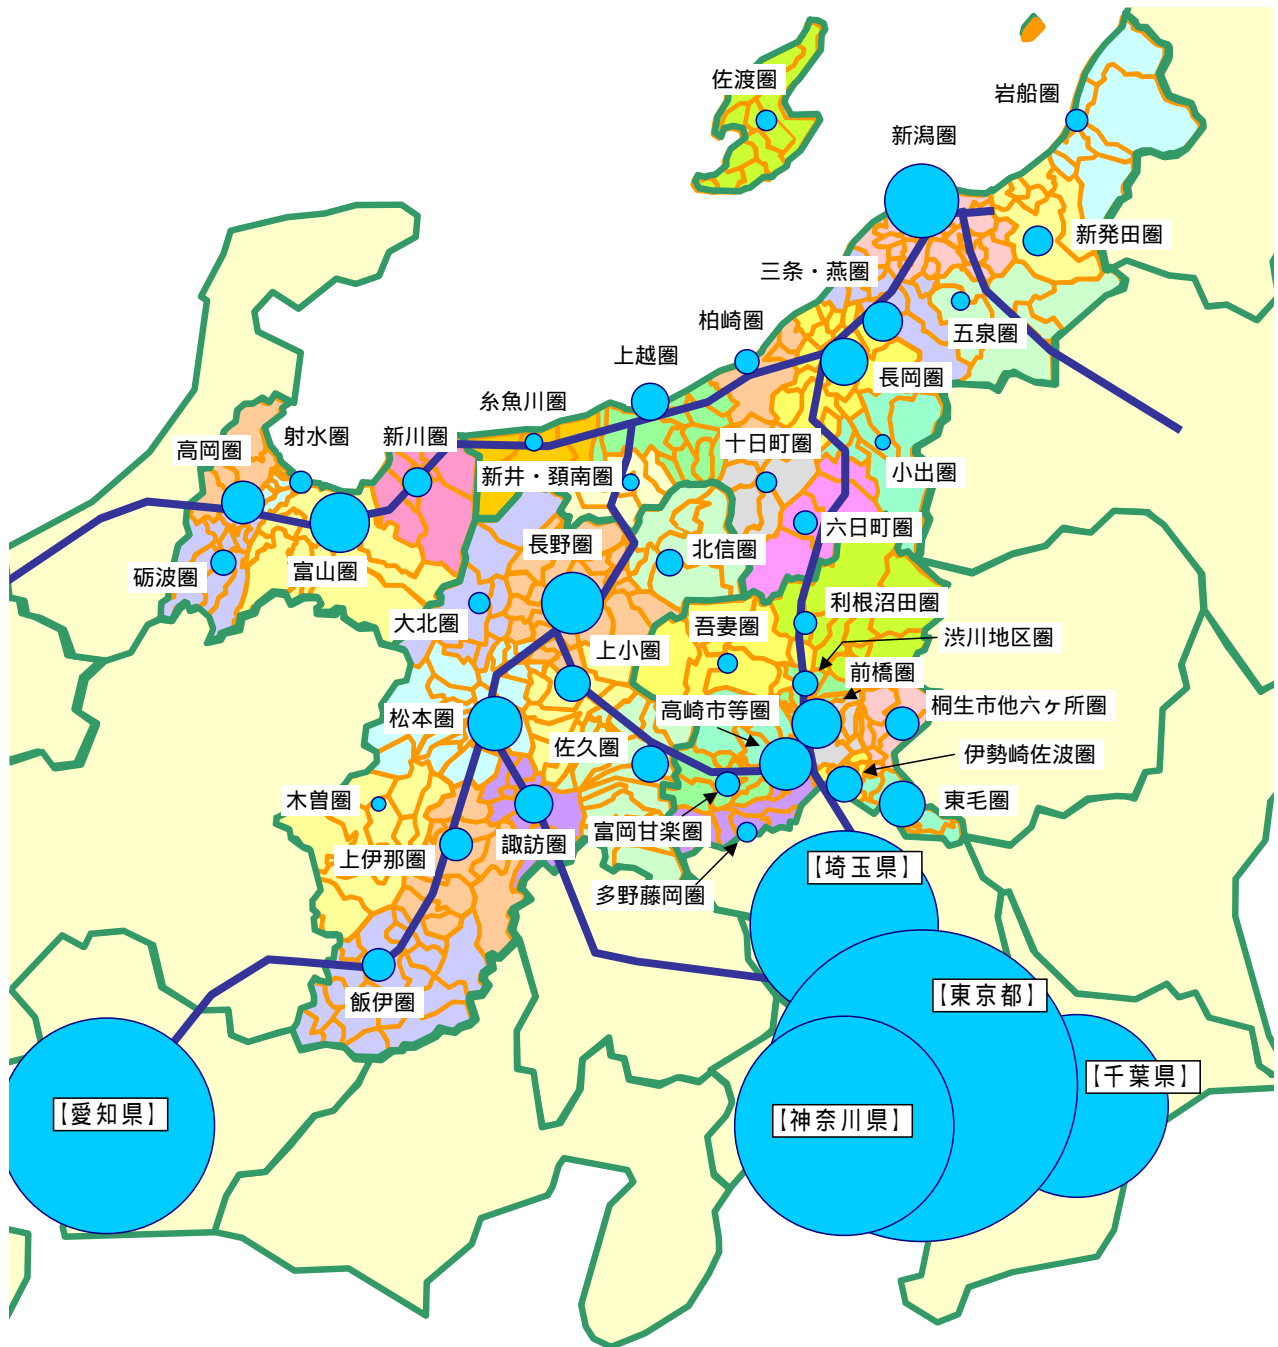 佐渡圏
岩船圏
新潟圏
新発田圏
三条・燕圏
柏崎圏
五泉圏
上越圏
長岡圏
糸魚川圏
射水圏
新川圏
高岡圏
十日町圏
新井・頚南圏
小出圏
六日町圏
長野圏
北信圏
砺波圏
富山圏
利根沼田圏
大北圏
吾妻圏
渋川地区圏
上小圏
前橋圏
高崎市等圏
桐生市他六ヶ所圏
松本圏
佐久圏
伊勢崎佐波圏
木曽圏
東毛圏
富岡甘楽圏
諏訪圏
上伊那圏
【埼玉県】
多野藤岡圏
【東京都】
飯伊圏
【千葉県】
【愛知県】
【神奈川県】